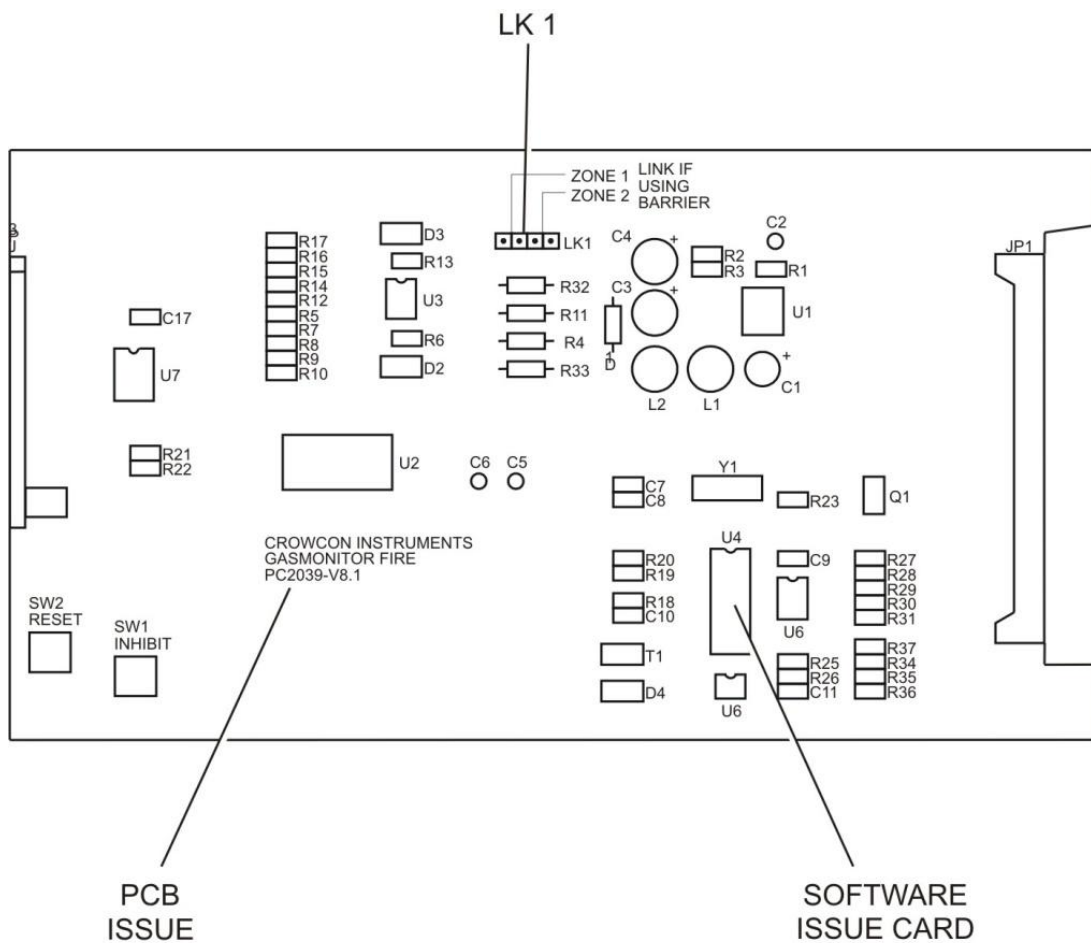 LK 1
ZONE 1
ZONE 2
LINK IF
USING
BARRIER
LK1
C2
C4
+
R2
R3
R1
JP1
R17
R16
R15
R14
R12
R5
R7
R8
R9
R10
D3
R13
U3
R6
D2
R32
R11
R4
R33
C3
+
D1
U1
C17
U7
L2
L1
+
C1
R21
R22
U2
C6
C5
C7
C8
Y1
R23
Q1
CROWCON INSTRUMENTS
GASMONITOR FIRE
PC2039-V8.1
R20
R19
R18
C10
T1
D4
U4
C9
U6
R25
R26
C11
U6
R27
R28
R29
R30
R31
R37
R34
R35
R36
SW2
RESET
SW1
INHIBIT
PCB
ISSUE
SOFTWARE
ISSUE CARD